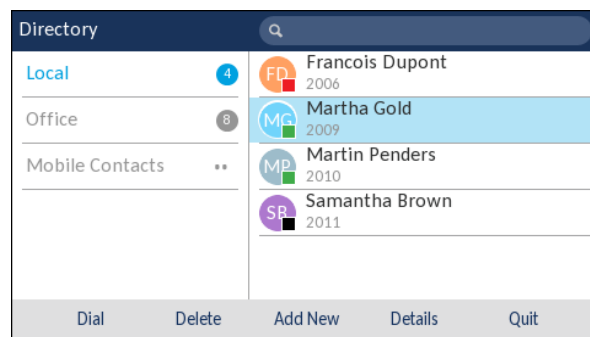 Directory
Local
4
Office
8
Mobile Contacts
FD
Francois Dupont
2006
MG
Martha Gold
2009
MP
Martin Penders
2010
SB
Samantha Brown
2011
Dial Delete Add New Details Quit